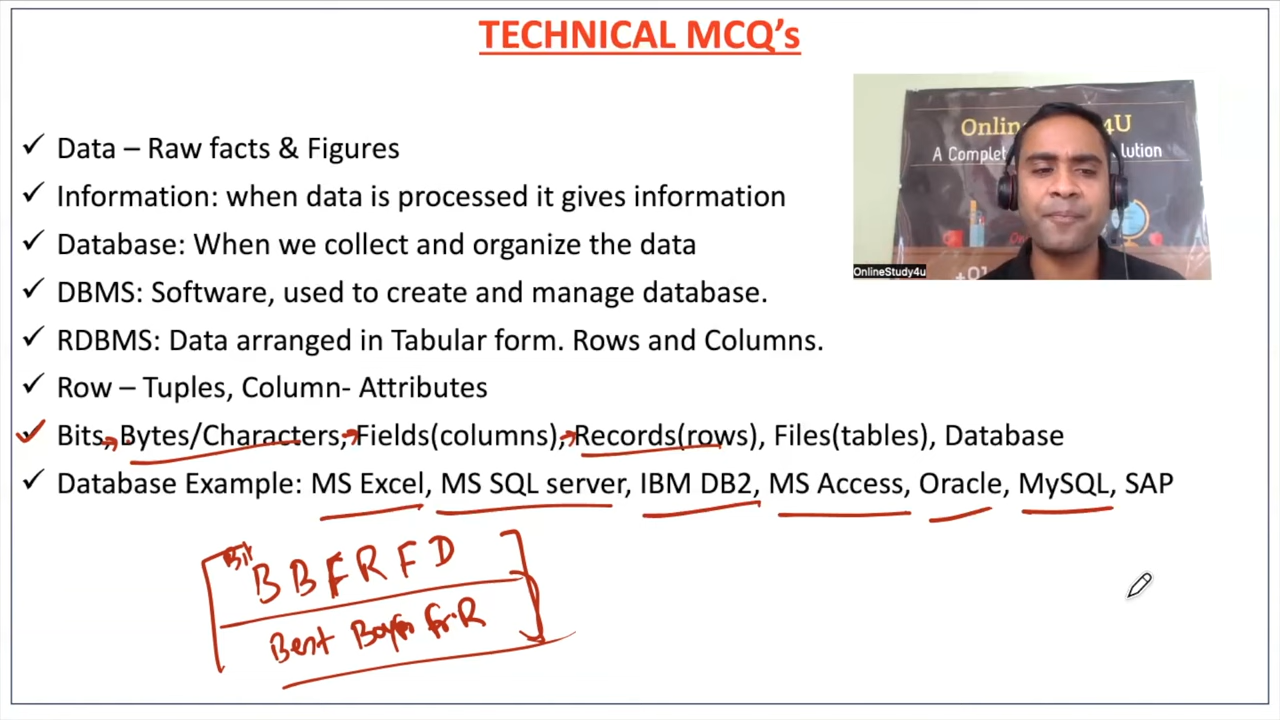 TECHNICAL MCQ's
Onlin 4U
A Complet lution
OnlineStudy4u
✓ Data – Raw facts & Figures
✓ Information: when data is processed it gives information
✓ Database: When we collect and organize the data
✓ DBMS: Software, used to create and manage database.
✓ RDBMS: Data arranged in Tabular form. Rows and Columns.
✓ Row – Tuples, Column- Attributes
✓ Bits, Bytes/Characters, Fields(columns), Records(rows), Files(tables), Database
✓ Database Example: MS Excel, MS SQL server, IBM DB2, MS Access, Oracle, MySQL, SAP
Bit
B B F R F D
Best R